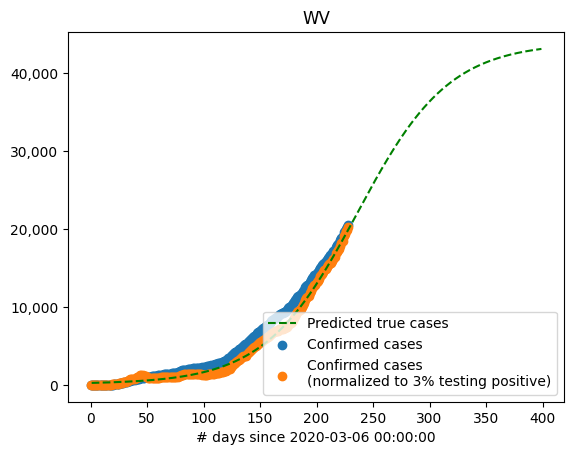 WV
40,000
30,000
20,000
10,000
0
Predicted true cases
Confirmed cases
Confirmed cases
(normalized to 3% testing positive)
0 50 100 150 200 250 300 350 400
# days since 2020-03-06 00:00:00